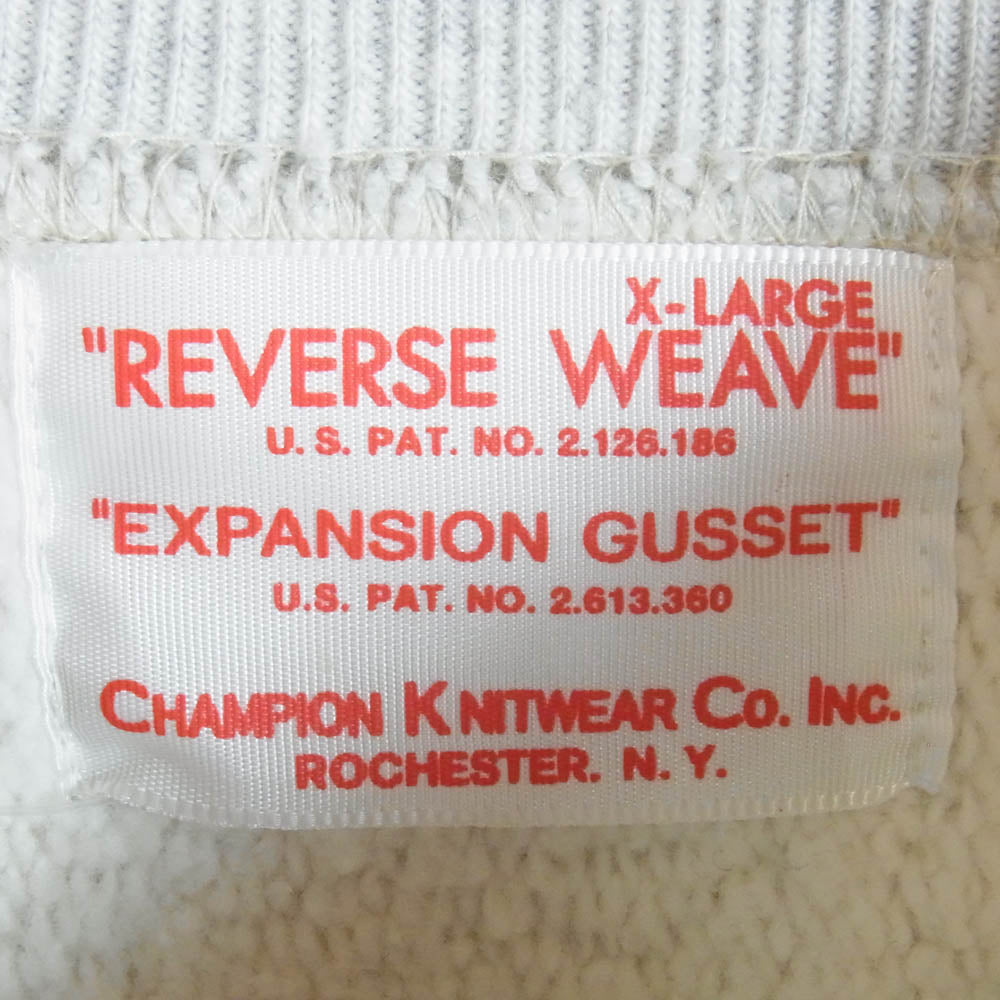 X-LARGE
"REVERSE WEAVE"
U.S. PAT. NO. 2.126.186
"EXPANSION GUSSET"
U.S. PAT. NO. 2.613.360
CHAMPION KNITWEAR CO. INC.
ROCHESTER. N. Y.